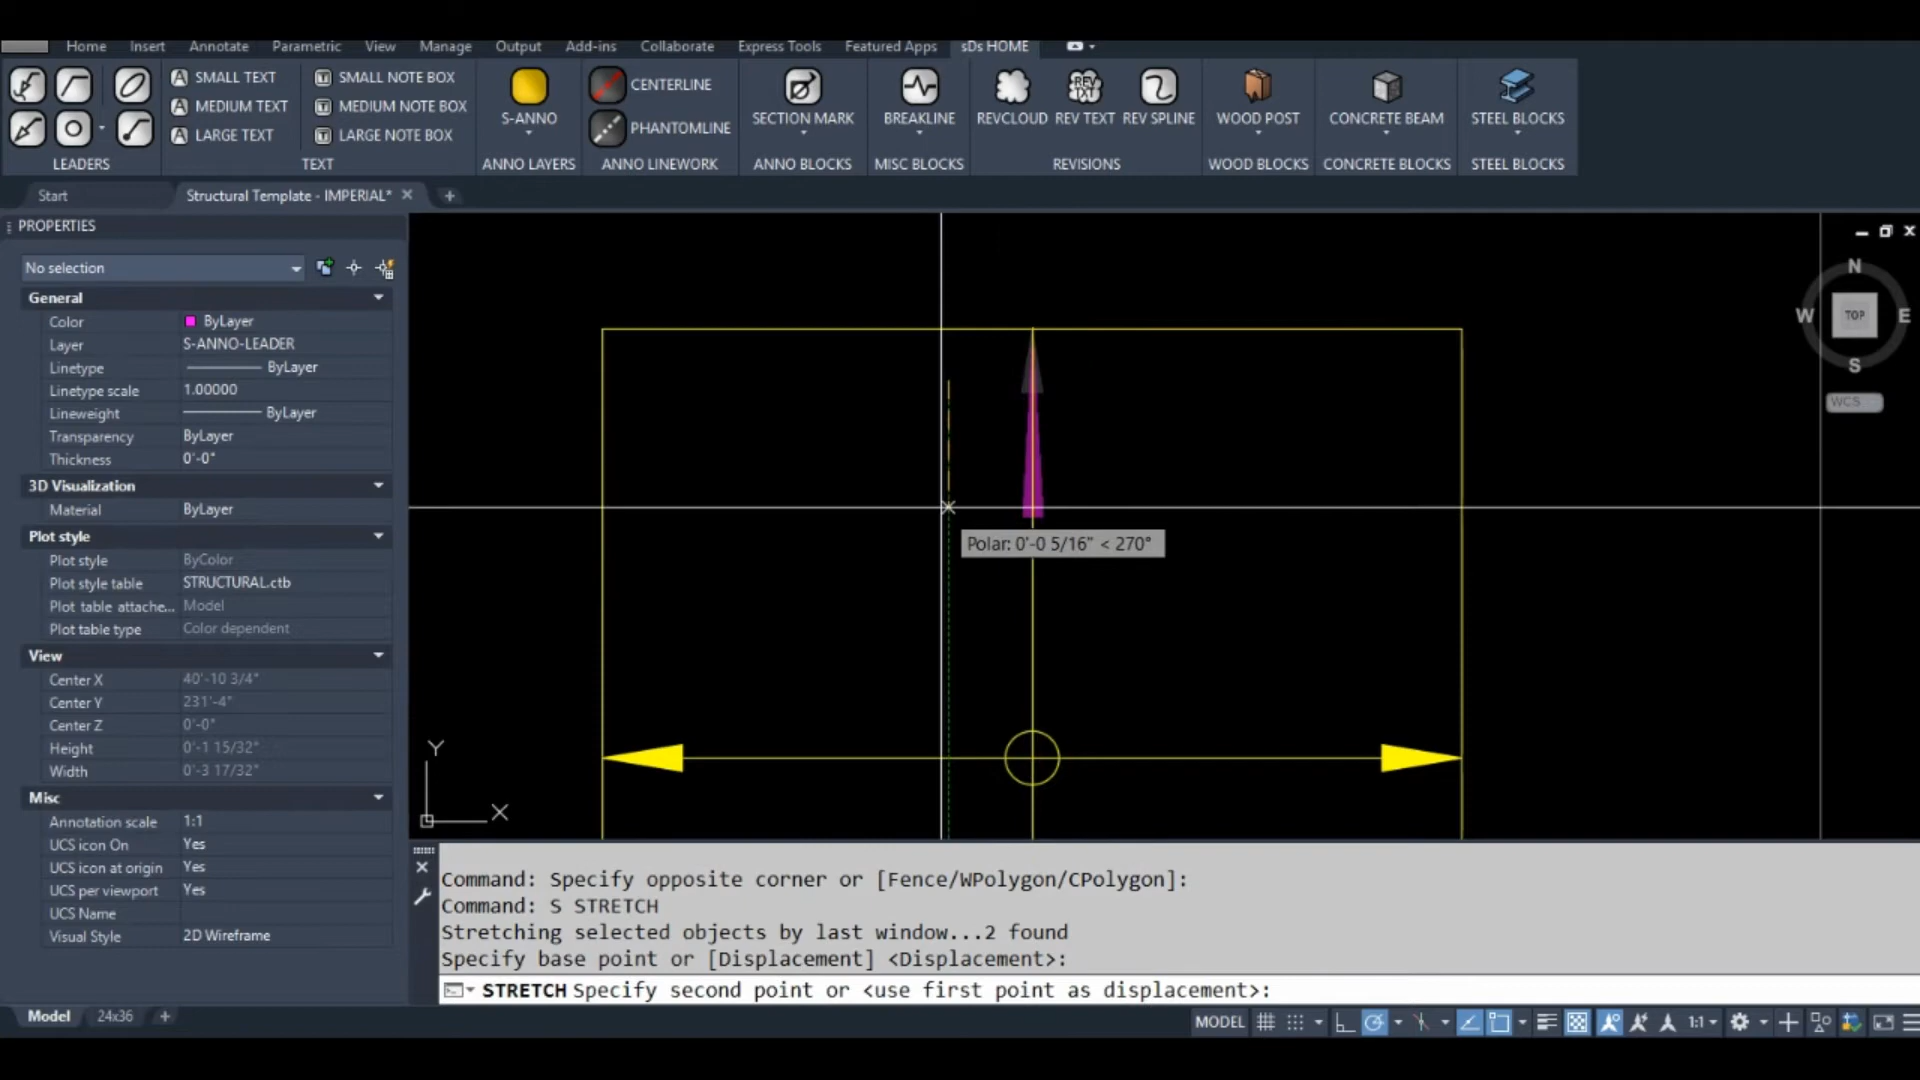 Home Insert Annotate Parametric View Manage Output Add-ins Collaborate Express Tools Featured Apps sDs HOME
A SMALL TEXT
A MEDIUM TEXT
A LARGE TEXT
T SMALL NOTE BOX
T MEDIUM NOTE BOX
T LARGE NOTE BOX
S-ANNO
CENTERLINE
PHANTOMLINE
SECTION MARK
BREAKLINE
REVCLOUD
REV TXT
REV TEXT
REV SPLINE
WOOD POST
CONCRETE BEAM
STEEL BLOCKS
LEADERS TEXT ANNO LAYERS ANNO LINEWORK ANNO BLOCKS MISC BLOCKS REVISIONS WOOD BLOCKS CONCRETE BLOCKS STEEL BLOCKS
Start Structural Template - IMPERIAL*
PROPERTIES
No selection
General
Color ByLayer
Layer S-ANNO-LEADER
Linetype ByLayer
Linetype scale 1.00000
Lineweight ByLayer
Transparency ByLayer
Thickness 0'-0"
3D Visualization
Material ByLayer
Plot style
Plot style ByColor
Plot style table STRUCTURAL.ctb
Plot table attache... Model
Plot table type Color dependent
View
Center X 40'-10 3/4"
Center Y 231'-4"
Center Z 0'-0"
Height 0'-1 15/32"
Width 0'-3 17/32"
Misc
Annotation scale 1:1
UCS icon On Yes
UCS icon at origin Yes
UCS per viewport Yes
UCS Name
Visual Style 2D Wireframe
N
W TOP E
S
WCS
Polar: 0'-0 5/16" < 270°
Y
X
Command: Specify opposite corner or [Fence/WPolygon/CPolygon]:
Command: S STRETCH
Stretching selected objects by last window...2 found
Specify base point or [Displacement] <Displacement>:
STRETCH Specify second point or <use first point as displacement>:
Model 24x36
MODEL 1:1